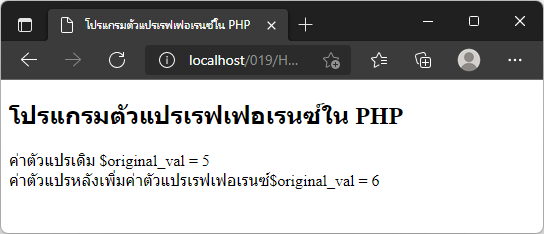 โปรแกรมตัวแปรเรฟเฟอเรนซ์ใน PHP
localhost/019/H...
โปรแกรมตัวแปรเรฟเฟอเรนซ์ใน PHP
ค่าตัวแปรเดิม $original_val = 5
ค่าตัวแปรหลังเพิ่มค่าตัวแปรเรฟเฟอเรนซ์$original_val = 6